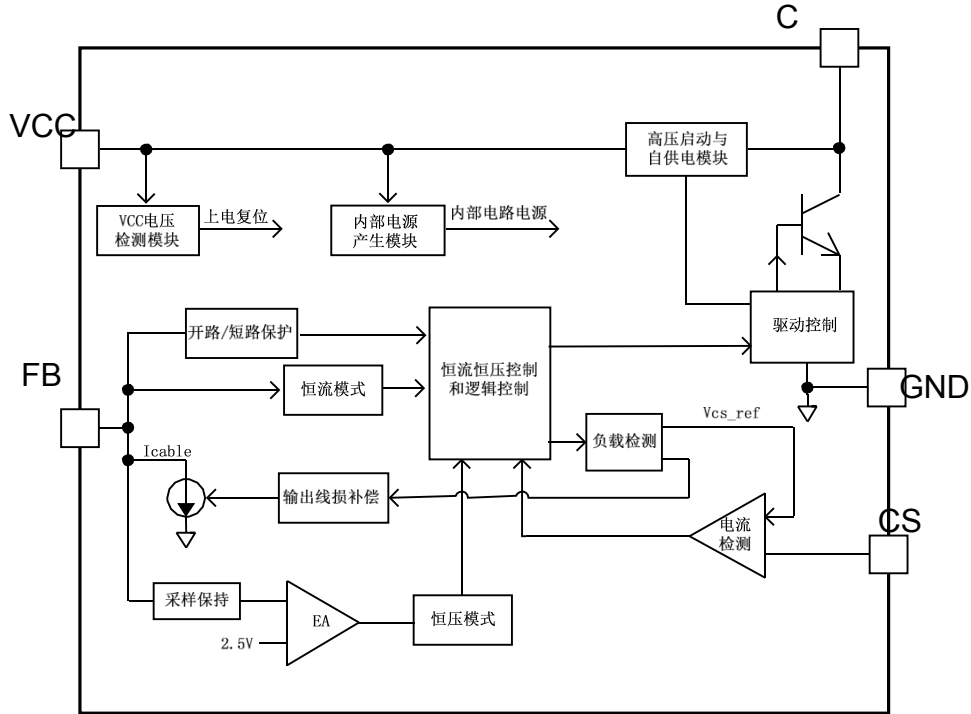 C
VCC
高压启动与
自供电模块
VCC电压
检测模块
上电复位
内部电源
产生模块
内部电路电源
驱动控制
开路/短路保护
恒流恒压控制
和逻辑控制
FB
恒流模式
GND
Vcs_ref
负载检测
Icable
输出线损补偿
电流
检测
CS
采样保持
EA
恒压模式
2.5V